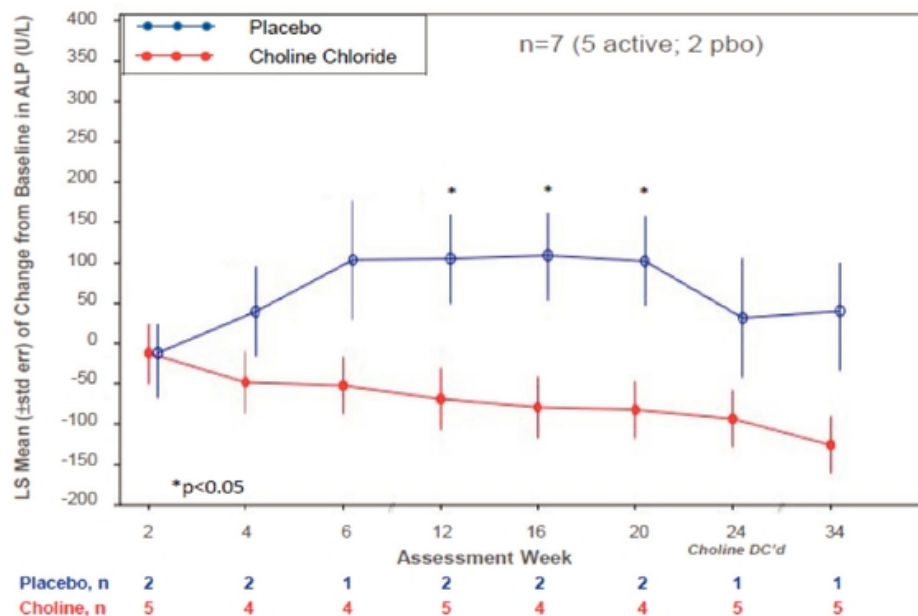 LS Mean (±std err) of Change from Baseline in ALP (U/L)
400
350
300
250
200
150
100
50
0
-50
-100
-150
-200
Placebo
Choline Chloride
n=7 (5 active; 2 pbo)
* * *
*p<0.05
2 4 6 12 16 20 24 34
Choline DC'd
Assessment Week
Placebo, n 2 2 1 2 2 2 1 1
Choline, n 5 4 4 5 4 4 5 5